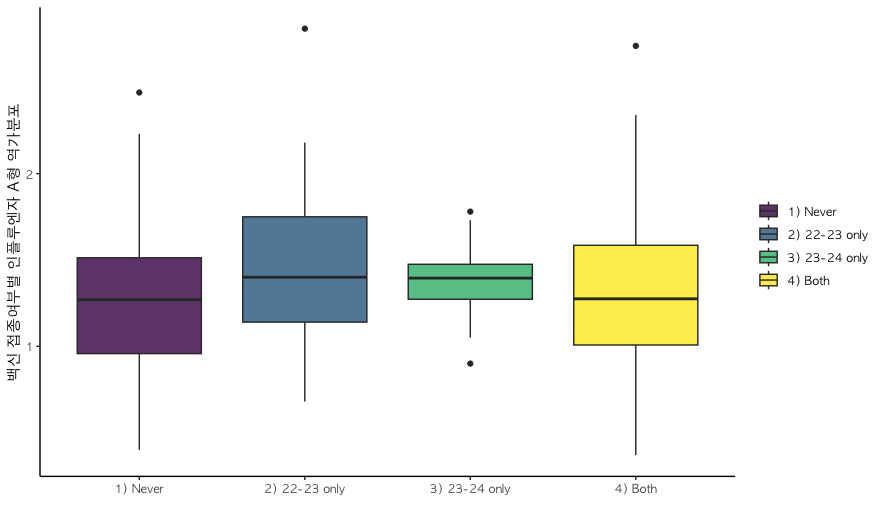 백신 접종여부별 인플루엔자 A형 역가분포
2
1
1) Never
2) 22-23 only
3) 23-24 only
4) Both
1) Never
2) 22-23 only
3) 23-24 only
4) Both